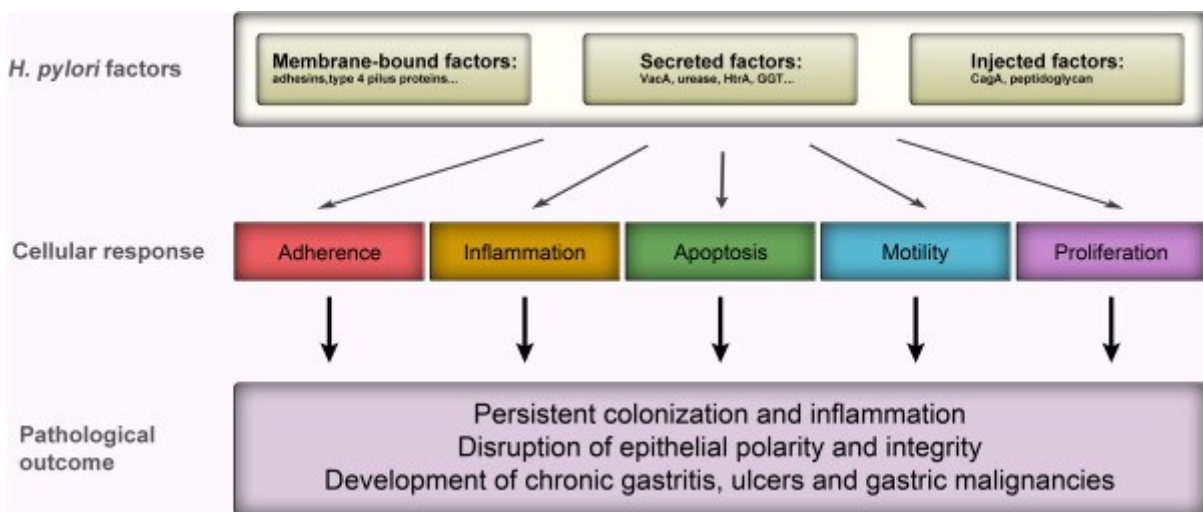 H. pylori factors
Membrane-bound factors:
adhesins,type 4 pilus proteins...
Secreted factors:
VacA, urease, HtrA, GGT...
Injected factors:
CagA, peptidoglycan
Cellular response
Adherence
Inflammation
Apoptosis
Motility
Proliferation
Pathological
outcome
Persistent colonization and inflammation
Disruption of epithelial polarity and integrity
Development of chronic gastritis, ulcers and gastric malignancies